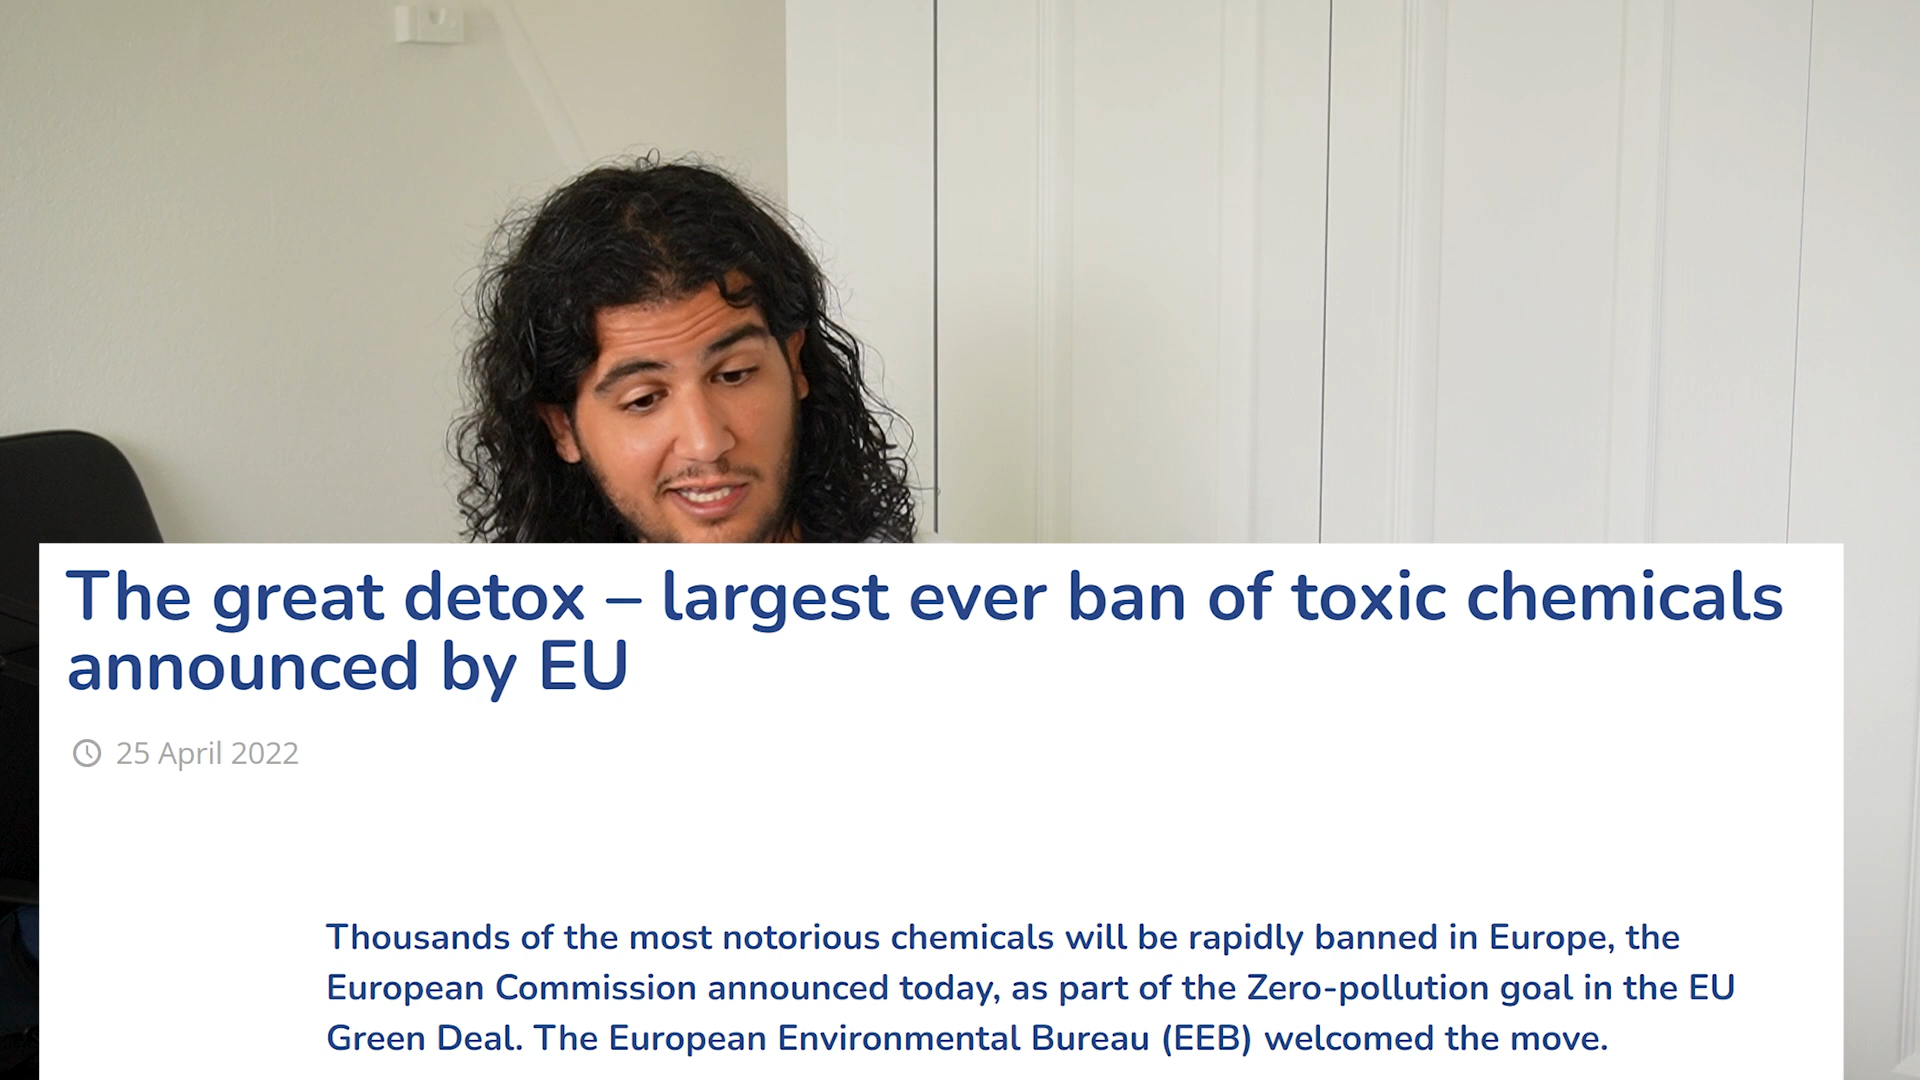 The great detox – largest ever ban of toxic chemicals
announced by EU
25 April 2022
Thousands of the most notorious chemicals will be rapidly banned in Europe, the
European Commission announced today, as part of the Zero-pollution goal in the EU
Green Deal. The European Environmental Bureau (EEB) welcomed the move.